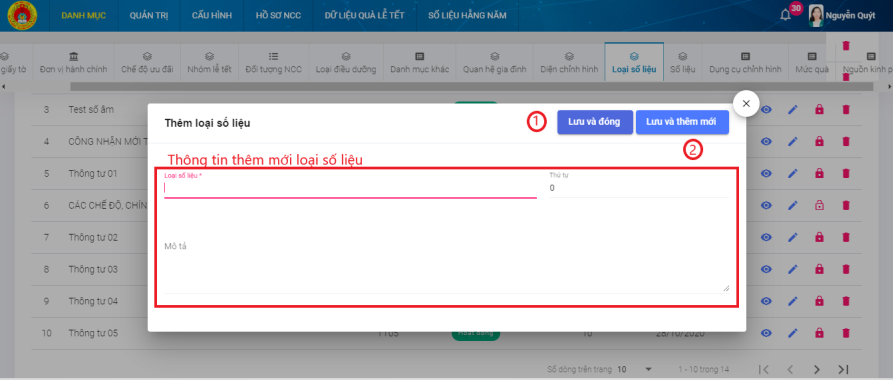 DANH MỤC QUẢN TRỊ CẤU HÌNH HỒ SƠ NCC DỮ LIỆU QUÀ LỄ TẾT SỐ LIỆU HÀNG NĂM 30 Nguyễn Quýt
giấy tờ Đơn vị hành chính Chế độ ưu đãi Nhóm lễ tết Đối tượng NCC Loại điều dưỡng Danh mục khác Quan hệ gia đình Diện chỉnh hình Loại số liệu Số liệu Dụng cụ chỉnh hình Mức quà Nguồn kinh p
3 Test số âm
Thêm loại số liệu 1 Lưu và đóng Lưu và thêm mới
2
4 CÔNG NHÂN MỚI T
Thông tin thêm mới loại số liệu
5 Thông tư 01
Loại số liệu * Thứ tự
0
6 CÁC CHẾ ĐỘ, CHÍN
7 Thông tư 02
Mô tả
8 Thông tư 03
9 Thông tư 04
10 Thông tư 05 1105 10 28/10/2020
Số dòng trên trang 10 1 - 10 trong 14